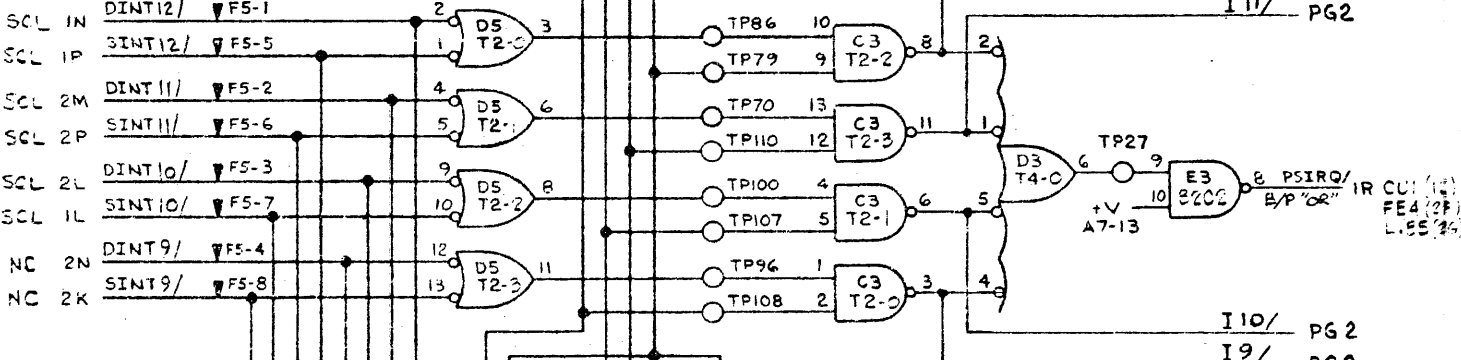 SCL 1N DINT12/ F5-1 2 D5 3
SCL 1P SINT12/ F5-5 1
SCL 2M DINT11/ F5-2 4 D5 6
SCL 2P SINT11/ F5-6 5
SCL 2L DINT10/ F5-3 9 D5 T2-2 8
SCL 1L SINT10/ F5-7 10
NC 2N DINT9/ F5-4 12 D5 T2-3 11
NC 2K SINT9/ F5-8 13
TP86 10 C3 T2-2 8 2
TP79 9
TP70 13 C3 T2-3 11 1
TP110 12
TP100 4 C3 T2-1 6 5
TP107 5
TP96 1 C3 T2-0 3 4
TP108 2
D3 T4-0 6 TP27 9 E3 8 PSIRQ/ 1R
+V 10 B/P "OR"
A7-13
I11/ PG2
I10/ PG 2
I9/